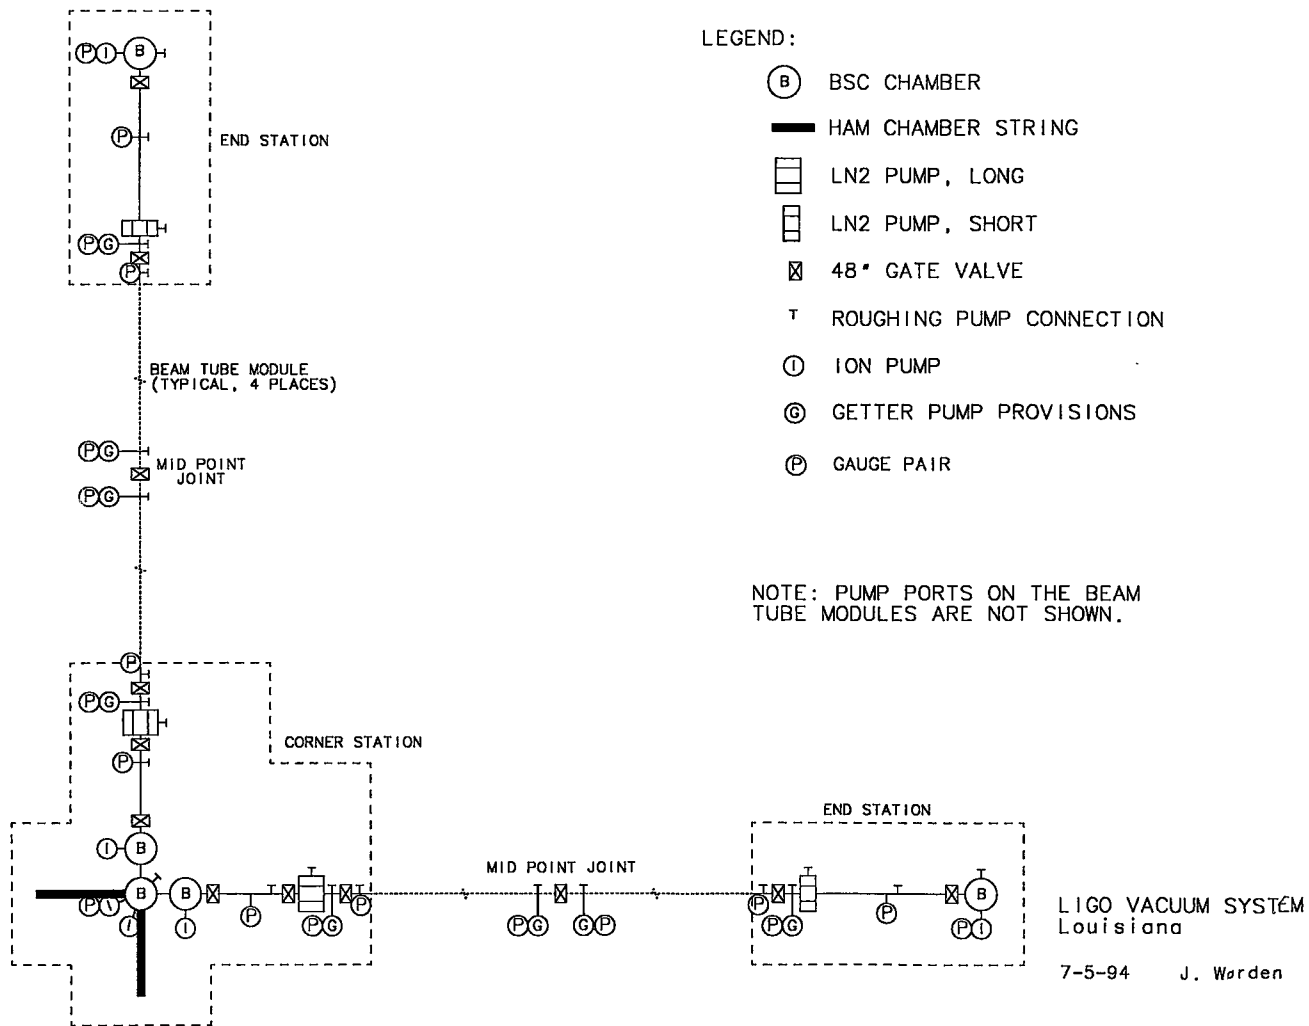 LEGEND:
B BSC CHAMBER
HAM CHAMBER STRING
LN2 PUMP, LONG
LN2 PUMP, SHORT
48" GATE VALVE
ROUGHING PUMP CONNECTION
I ION PUMP
G GETTER PUMP PROVISIONS
P GAUGE PAIR
NOTE: PUMP PORTS ON THE BEAM
TUBE MODULES ARE NOT SHOWN.
P I B
P
END STATION
P G
P
BEAM TUBE MODULE
(TYPICAL, 4 PLACES)
P G
MID POINT
JOINT
P G
P
P G
CORNER STATION
P
I B
END STATION
MID POINT JOINT
B B B
P I P P P
I I P G P G G P P G P I
LIGO VACUUM SYSTEM
Louisiana
7-5-94 J. Worden